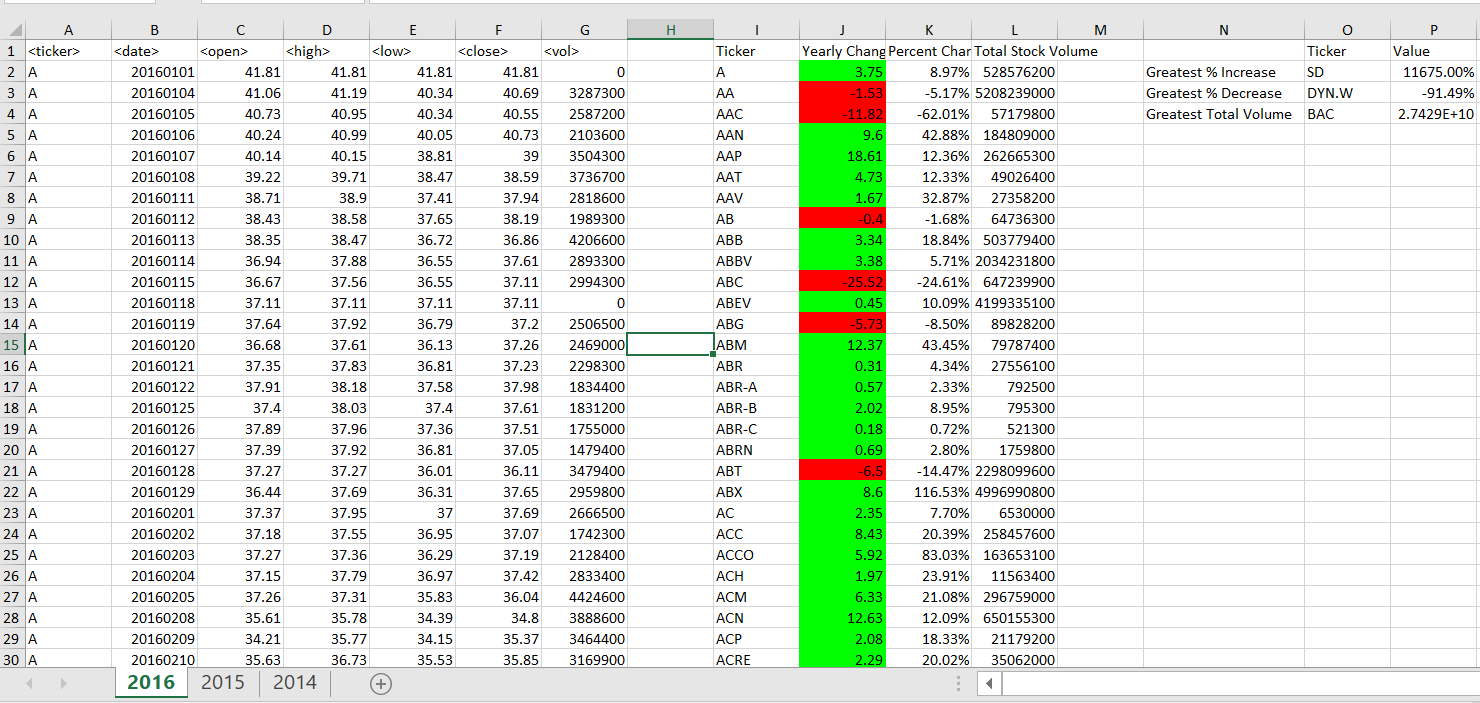 A B C D E F G H I J K L M N O P
1 <ticker> <date> <open> <high> <low> <close> <vol> Ticker Yearly Chang Percent Char Total Stock Volume Ticker Value
2 A 20160101 41.81 41.81 41.81 41.81 0 A 3.75 8.97% 528576200 Greatest % Increase SD 11675.00%
3 A 20160104 41.06 41.19 40.34 40.69 3287300 AA -1.53 -5.17% 5208239000 Greatest % Decrease DYN.W -91.49%
4 A 20160105 40.73 40.95 40.34 40.55 2587200 AAC -11.82 -62.01% 57179800 Greatest Total Volume BAC 2.7429E+10
5 A 20160106 40.24 40.99 40.05 40.73 2103600 AAN 9.6 42.88% 184809000
6 A 20160107 40.14 40.15 38.81 39 3504300 AAP 18.61 12.36% 262665300
7 A 20160108 39.22 39.71 38.47 38.59 3736700 AAT 4.73 12.33% 49026400
8 A 20160111 38.71 38.9 37.41 37.94 2818600 AAV 1.67 32.87% 27358200
9 A 20160112 38.43 38.58 37.65 38.19 1989300 AB -0.4 -1.68% 64736300
10 A 20160113 38.35 38.47 36.72 36.86 4206600 ABB 3.34 18.84% 503779400
11 A 20160114 36.94 37.88 36.55 37.61 2893300 ABBV 3.38 5.71% 2034231800
12 A 20160115 36.67 37.56 36.55 37.11 2994300 ABC -25.52 -24.61% 647239900
13 A 20160118 37.11 37.11 37.11 37.11 0 ABEV 0.45 10.09% 4199335100
14 A 20160119 37.64 37.92 36.79 37.2 2506500 ABG -5.73 -8.50% 89828200
15 A 20160120 36.68 37.61 36.13 37.26 2469000 ABM 12.37 43.45% 79787400
16 A 20160121 37.35 37.83 36.81 37.23 2298300 ABR 0.31 4.34% 27556100
17 A 20160122 37.91 38.18 37.58 37.98 1834400 ABR-A 0.57 2.33% 792500
18 A 20160125 37.4 38.03 37.4 37.61 1831200 ABR-B 2.02 8.95% 795300
19 A 20160126 37.89 37.96 37.36 37.51 1755000 ABR-C 0.18 0.72% 521300
20 A 20160127 37.39 37.92 36.81 37.05 1479400 ABRN 0.69 2.80% 1759800
21 A 20160128 37.27 37.27 36.01 36.11 3479400 ABT -6.5 -14.47% 2298099600
22 A 20160129 36.44 37.69 36.31 37.65 2959800 ABX 8.6 116.53% 4996990800
23 A 20160201 37.37 37.95 37 37.69 2666500 AC 2.35 7.70% 6530000
24 A 20160202 37.18 37.55 36.95 37.07 1742300 ACC 8.43 20.39% 258457600
25 A 20160203 37.27 37.36 36.29 37.19 2128400 ACCO 5.92 83.03% 163653100
26 A 20160204 37.15 37.79 36.97 37.42 2833400 ACH 1.97 23.91% 11563400
27 A 20160205 37.26 37.31 35.83 36.04 4424600 ACM 6.33 21.08% 296759000
28 A 20160208 35.61 35.78 34.39 34.8 3888600 ACN 12.63 12.09% 650155300
29 A 20160209 34.21 35.77 34.15 35.37 3464400 ACP 2.08 18.33% 21179200
30 A 20160210 35.63 36.73 35.53 35.85 3169900 ACRE 2.29 20.02% 35062000
2016 2015 2014